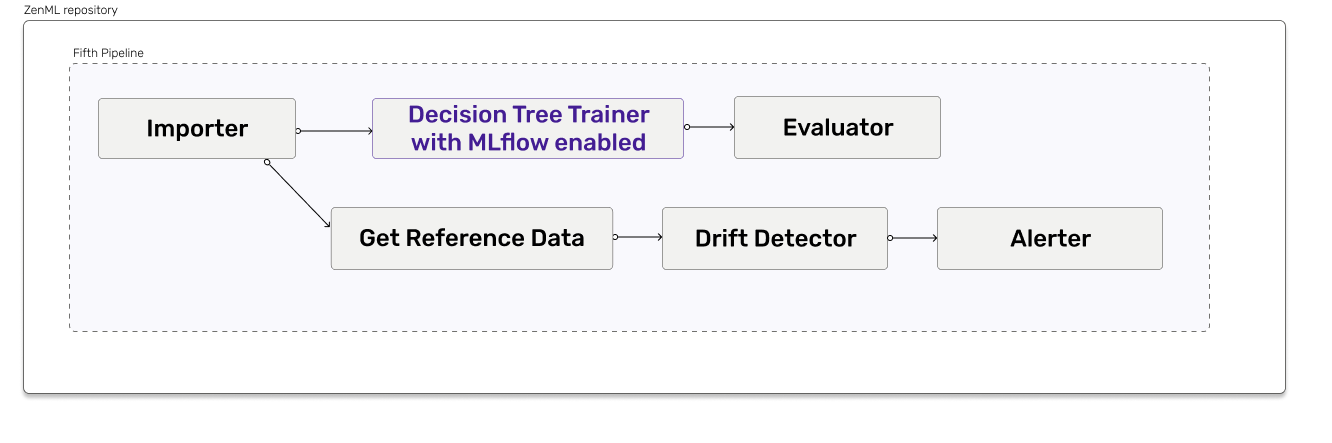 ZenML repository
Fifth Pipeline
Importer
Decision Tree Trainer
with MLflow enabled
Evaluator
Get Reference Data
Drift Detector
Alerter